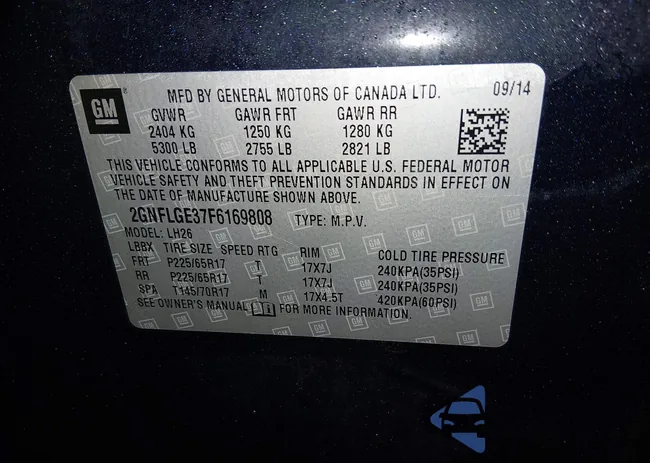 GM
MFD BY GENERAL MOTORS OF CANADA LTD. 09/14
GVWR GAWR FRT GAWR RR
2404 KG 1250 KG 1280 KG
5300 LB 2755 LB 2821 LB
THIS VEHICLE CONFORMS TO ALL APPLICABLE U.S. FEDERAL MOTOR
VEHICLE SAFETY AND THEFT PREVENTION STANDARDS IN EFFECT ON
THE DATE OF MANUFACTURE SHOWN ABOVE.
2GNFLGE37F6169808 TYPE: M.P.V.
MODEL: LH26
LBBX TIRE SIZE SPEED RTG RIM COLD TIRE PRESSURE
FRT P225/65R17 T 17X7J 240KPA(35PSI)
RR P225/65R17 T 17X7J 240KPA(35PSI)
SPA T145/70R17 M 17X4.5T 420KPA(60PSI)
SEE OWNER'S MANUAL FOR MORE INFORMATION.